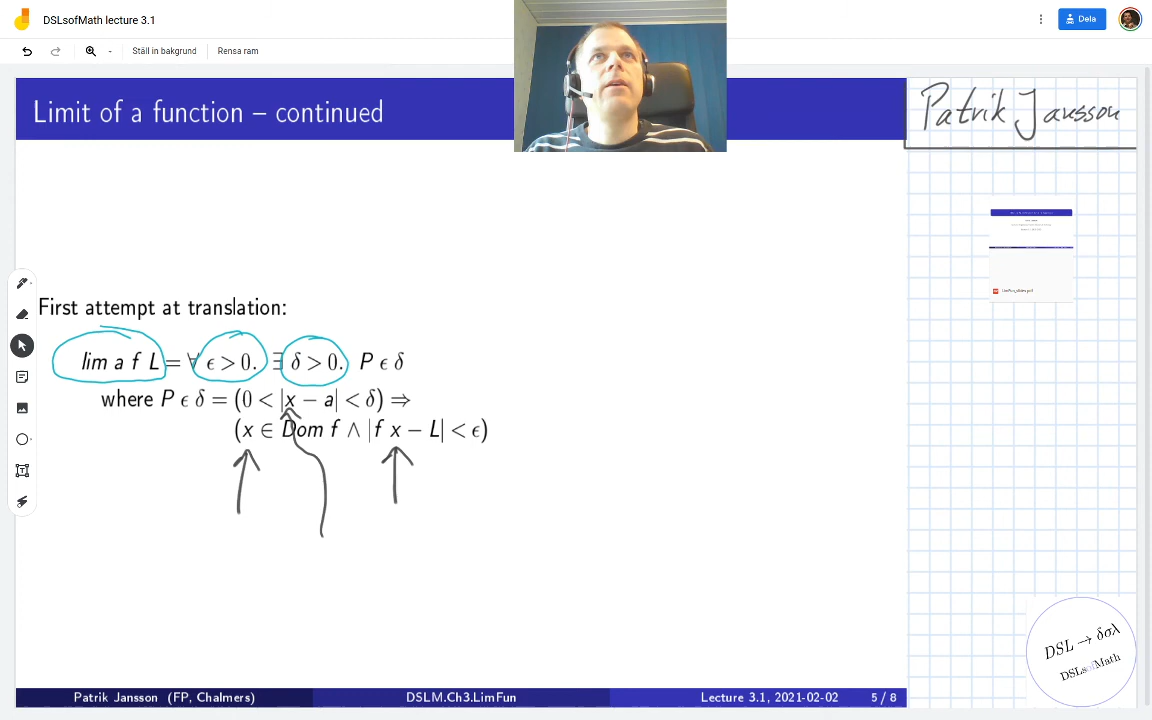 DSLsofMath lecture 3.1
Dela
Ställ in bakgrund
Rensa ram
Limit of a function – continued
Patrik Jansson
First attempt at translation:
lim a f L = ∀ ϵ > 0. ∃ δ > 0. P ϵ δ
where P ϵ δ = (0 < |x − a| < δ) ⇒
(x ∈ Dom f ∧ |f x − L| < ϵ)
DSL → δσλ
DSLsofMath
Patrik Jansson (FP, Chalmers)
DSLM.Ch3.LimFun
Lecture 3.1, 2021-02-02
5 / 8